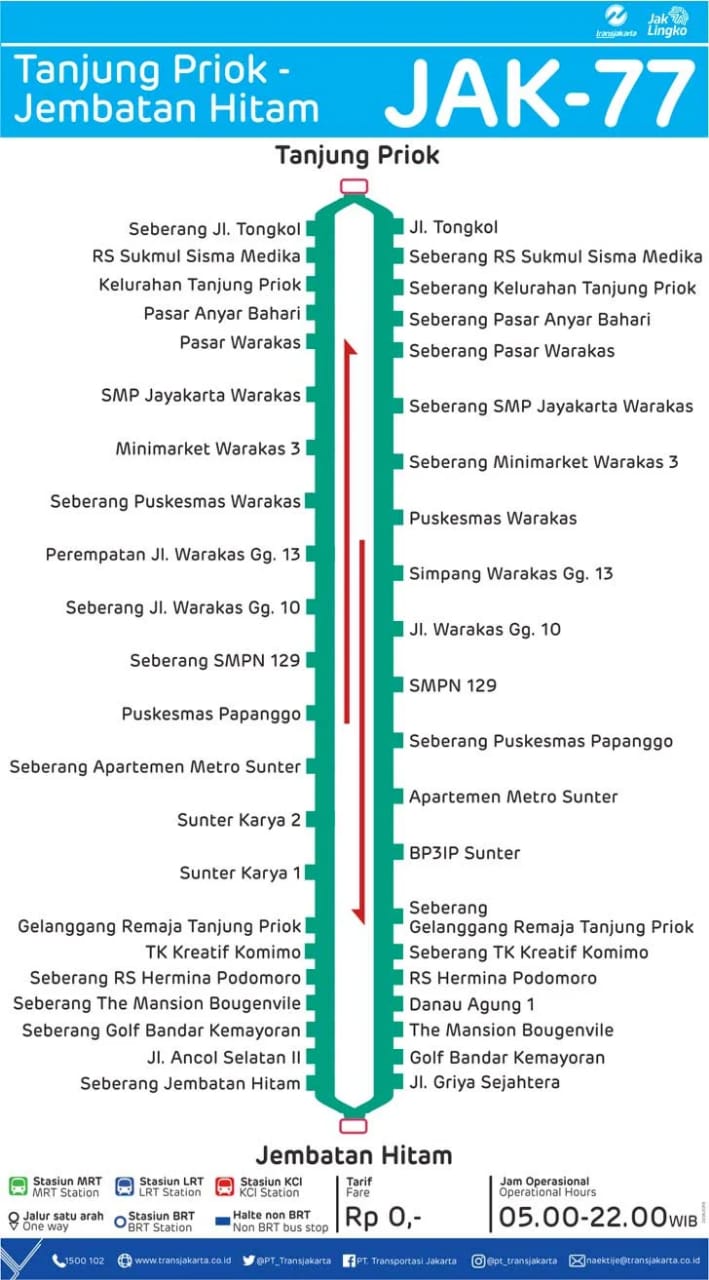 transjakarta
Jak
Lingko
Tanjung Priok -
Jembatan Hitam
JAK-77
Tanjung Priok
Seberang Jl. Tongkol
RS Sukmul Sisma Medika
Kelurahan Tanjung Priok
Pasar Anyar Bahari
Pasar Warakas
SMP Jayakarta Warakas
Minimarket Warakas 3
Seberang Puskesmas Warakas
Perempatan Jl. Warakas Gg. 13
Seberang Jl. Warakas Gg. 10
Seberang SMPN 129
Puskesmas Papanggo
Seberang Apartemen Metro Sunter
Sunter Karya 2
Sunter Karya 1
Gelanggang Remaja Tanjung Priok
TK Kreatif Komimo
Seberang RS Hermina Podomoro
Seberang The Mansion Bougenvile
Seberang Golf Bandar Kemayoran
Jl. Ancol Selatan II
Seberang Jembatan Hitam
Jl. Tongkol
Seberang RS Sukmul Sisma Medika
Seberang Kelurahan Tanjung Priok
Seberang Pasar Anyar Bahari
Seberang Pasar Warakas
Seberang SMP Jayakarta Warakas
Seberang Minimarket Warakas 3
Puskesmas Warakas
Simpang Warakas Gg. 13
Jl. Warakas Gg. 10
SMPN 129
Seberang Puskesmas Papanggo
Apartemen Metro Sunter
BP3IP Sunter
Seberang
Gelanggang Remaja Tanjung Priok
Seberang TK Kreatif Komimo
RS Hermina Podomoro
Danau Agung 1
The Mansion Bougenvile
Golf Bandar Kemayoran
Jl. Griya Sejahtera
Jembatan Hitam
Stasiun MRT
MRT Station
Stasiun LRT
LRT Station
Stasiun KCI
KCI Station
Jalur satu arah
One way
Stasiun BRT
BRT Station
Halte non BRT
Non BRT bus stop
Tarif
Fare
Rp 0,-
Jam Operasional
Operational Hours
05.00-22.00 WIB
1500 102
www.transjakarta.co.id
@PT_Transjakarta
PT. Transportasi Jakarta
@pt_transjakarta
naektije@transjakarta.co.id